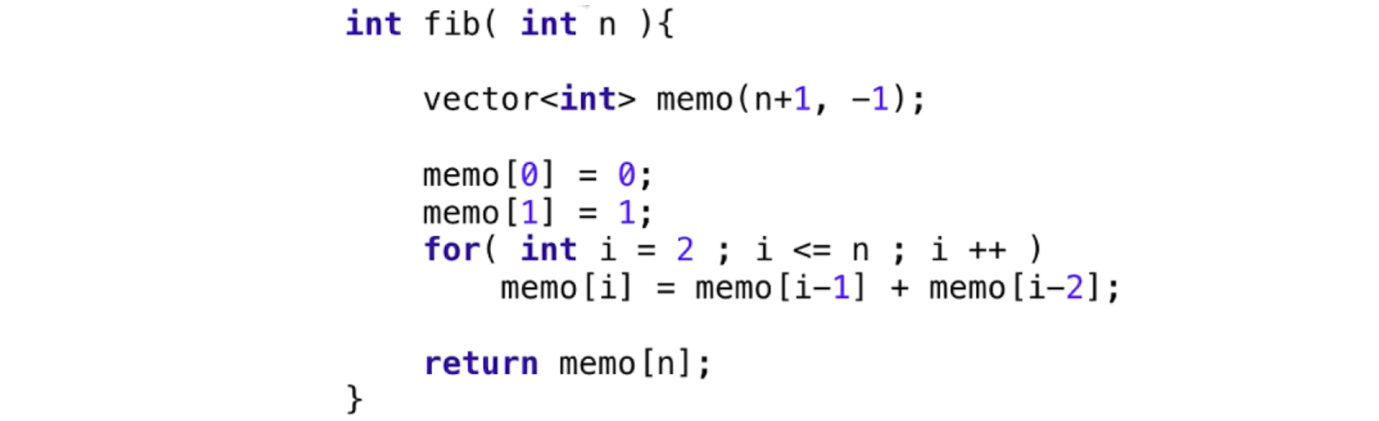 int fib( int n ){
vector<int> memo(n+1, -1);
memo[0] = 0;
memo[1] = 1;
for( int i = 2 ; i <= n ; i ++ )
memo[i] = memo[i-1] + memo[i-2];
return memo[n];
}